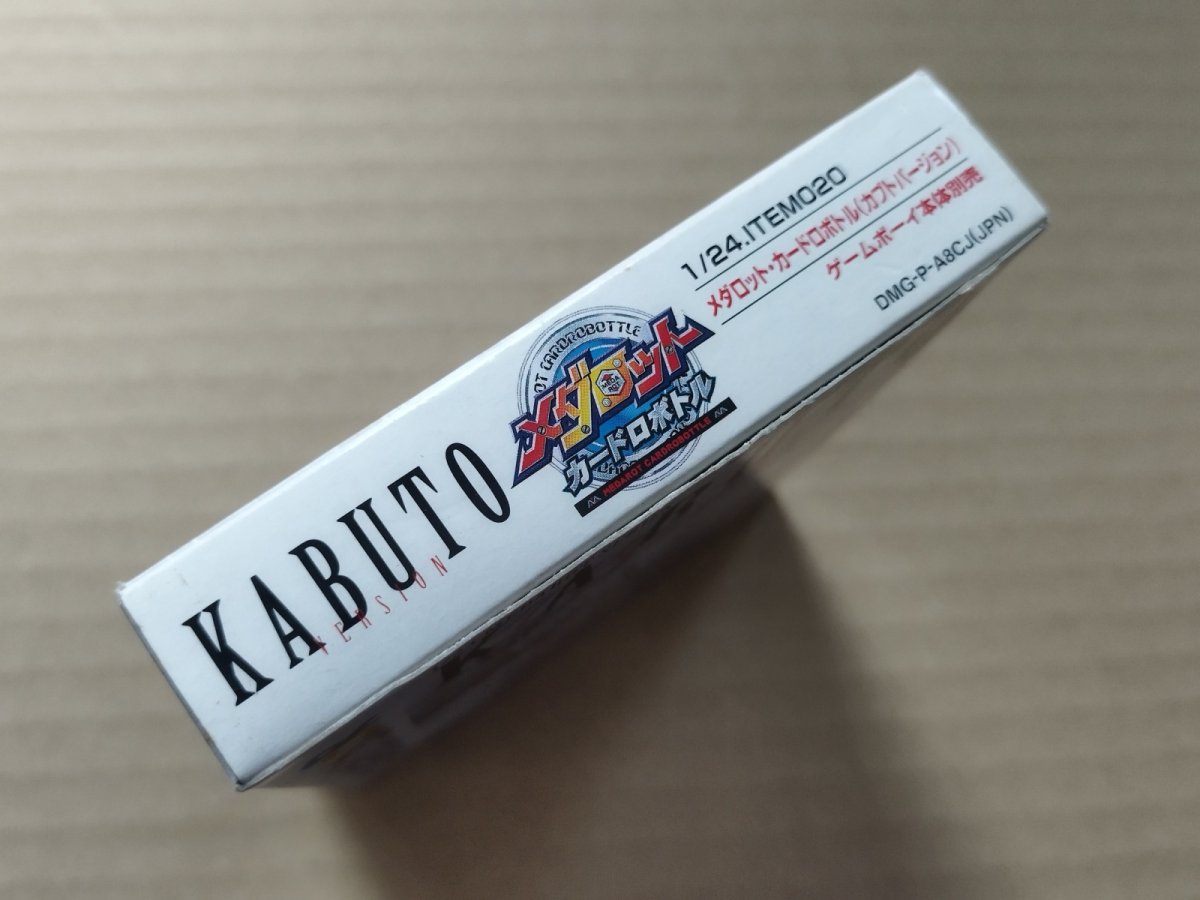 KABUTO
VERSION
CARDROBOTTLE
メダロット
カードロボトル
MEDAROT CARDROBOTTLE
1/24.ITEM020
メダロット・カードロボトル(カブトバージョン)
ゲームボーイ本体別売
DMG-P-A8CJ(JPN)